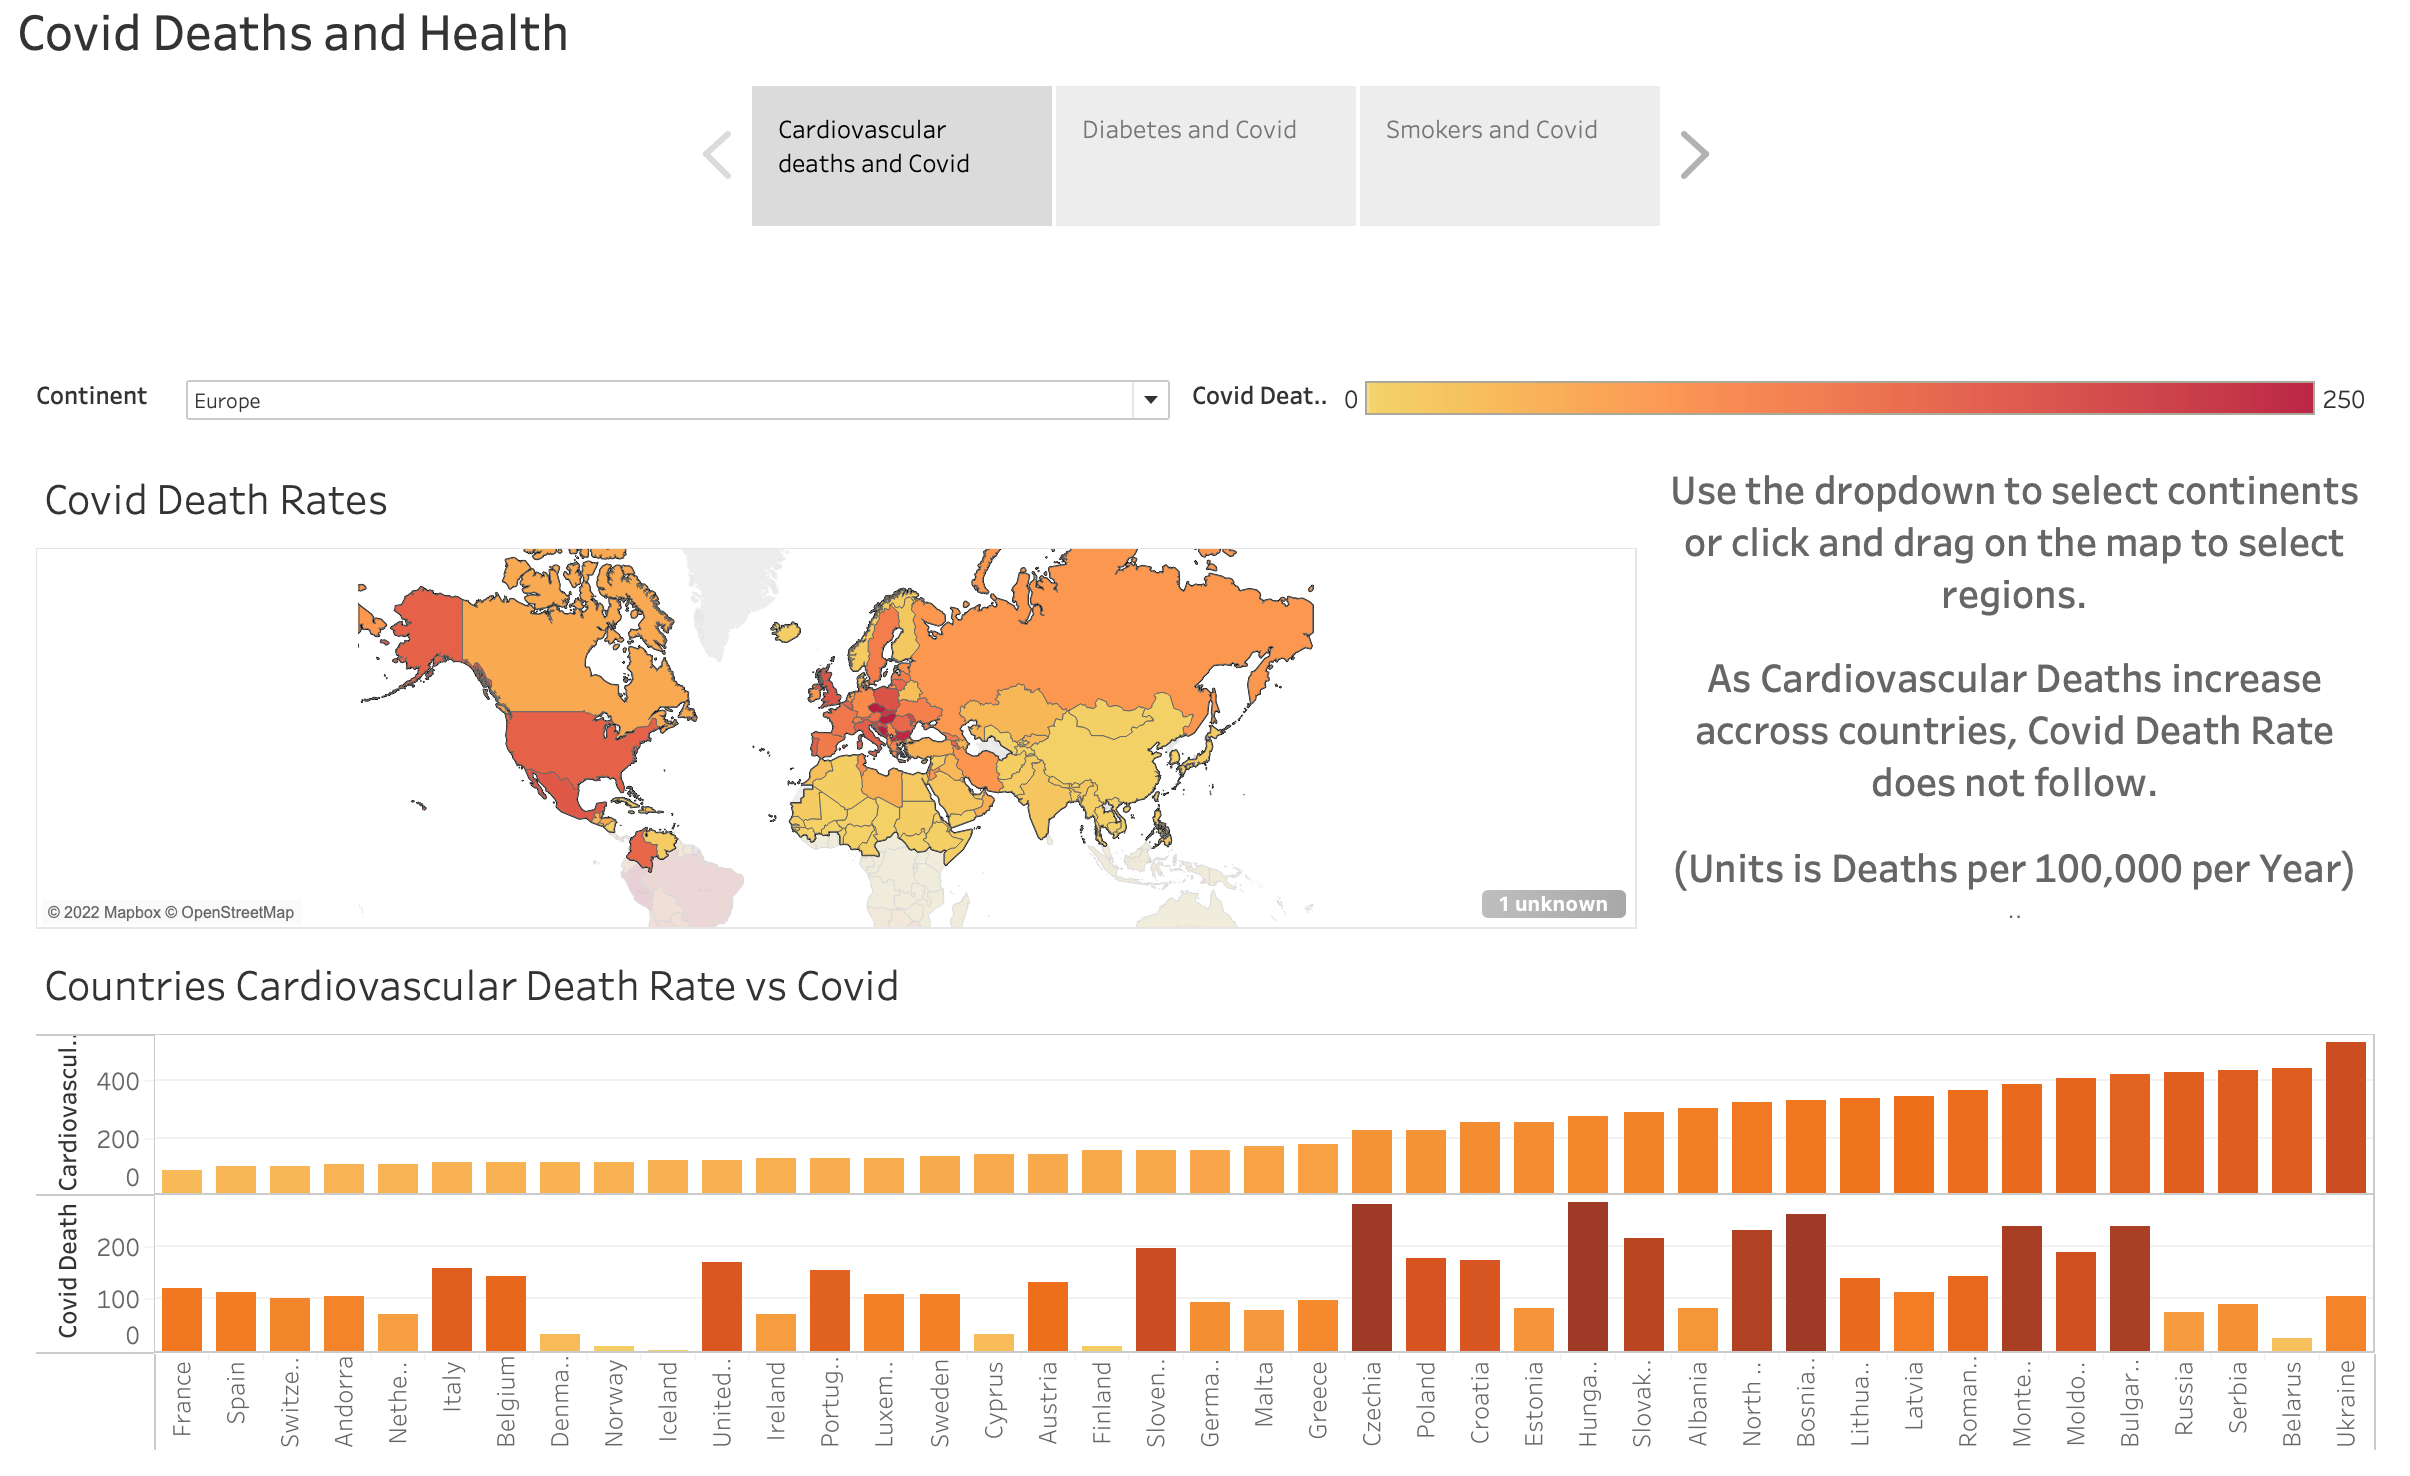 Covid Deaths and Health
Cardiovascular
deaths and Covid
Diabetes and Covid
Smokers and Covid
Continent
Europe
Covid Deat..
0
250
Covid Death Rates
Use the dropdown to select continents
or click and drag on the map to select
regions.
As Cardiovascular Deaths increase
accross countries, Covid Death Rate
does not follow.
(Units is Deaths per 100,000 per Year)
..
© 2022 Mapbox © OpenStreetMap
1 unknown
Countries Cardiovascular Death Rate vs Covid
Cardiovascul..
400
200
0
Covid Death
200
100
0
France
Spain
Switze..
Andorra
Nethe..
Italy
Belgium
Denma..
Norway
Iceland
United..
Ireland
Portug..
Luxem..
Sweden
Cyprus
Austria
Finland
Sloven..
Germa..
Malta
Greece
Czechia
Poland
Croatia
Estonia
Hunga..
Slovak..
Albania
North ..
Bosnia..
Lithua..
Latvia
Roman..
Monte..
Moldo..
Bulgar..
Russia
Serbia
Belarus
Ukraine